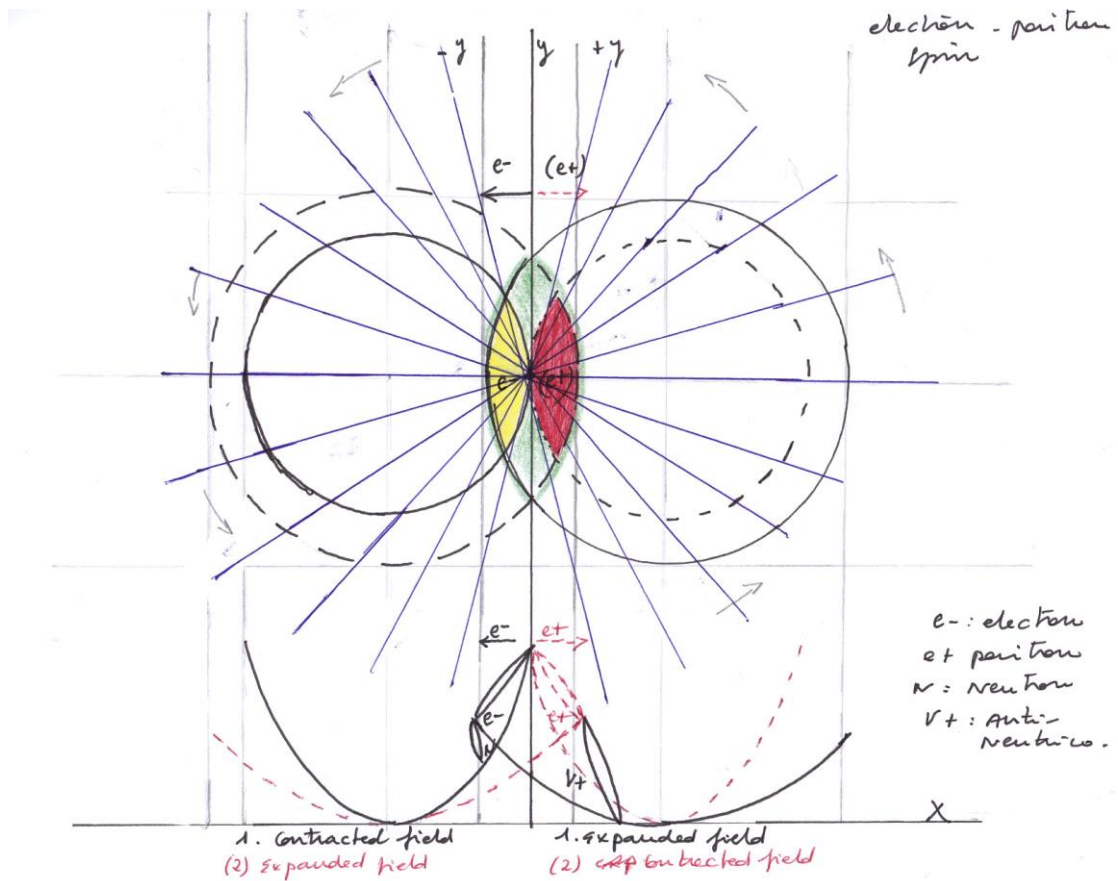 electron - positron
spin
- y
y
+ y
e-
(e+)
e
(e+)
e-
e+
e-
e+
N
V+
e- : electron
e+ positron
N : Neutron
V+ : Anti-
Neutrico.
X
1. Contracted field
1. Expanded field
(2) Expanded field
(2) Contracted field